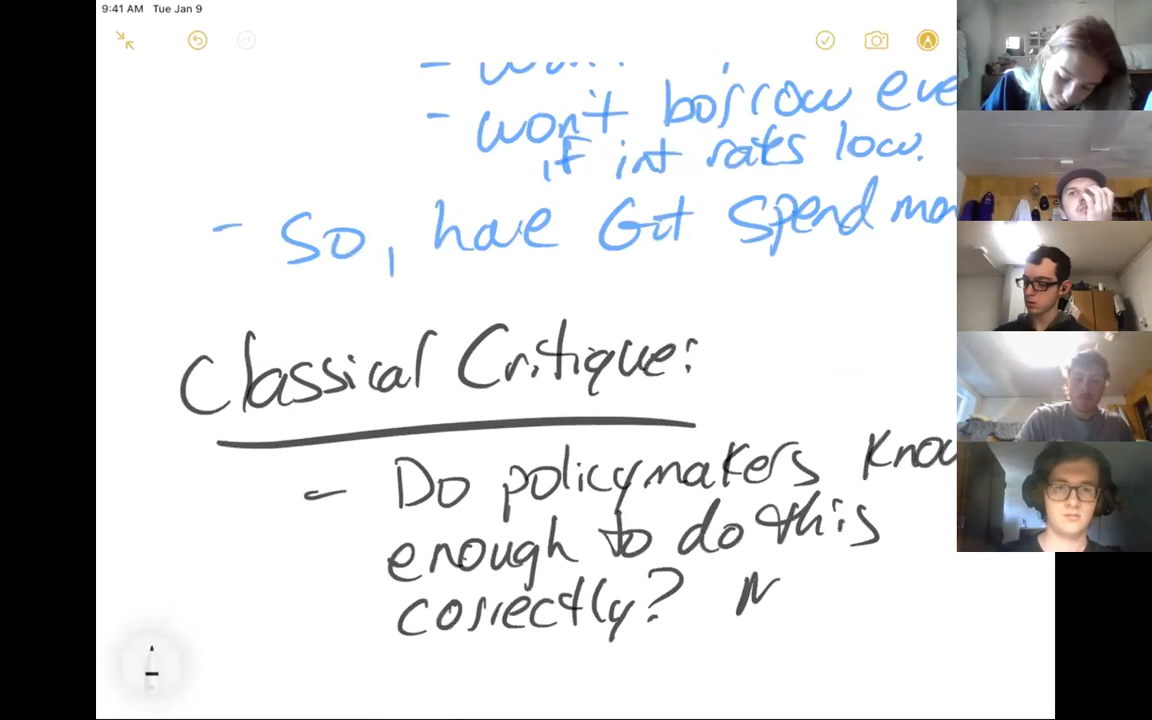 9:41 AM Tue Jan 9
- won't
- won't borrow eve
if int rates low.
- So, have Gvt spend mo
Classical Critique:
- Do policymakers know
enough to do this
correctly? N